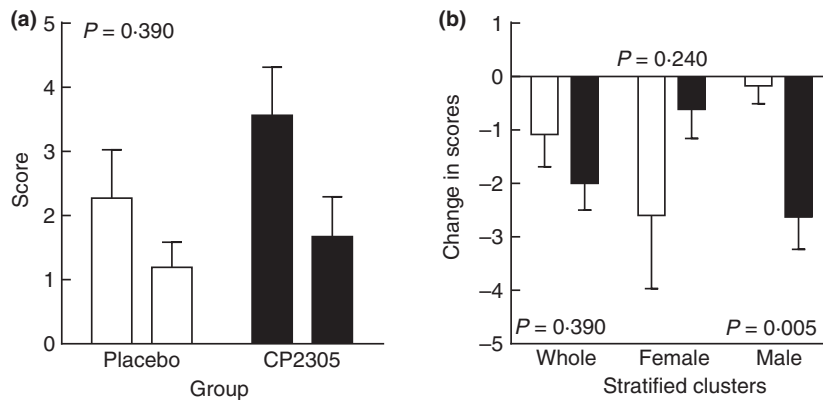 (a)
P = 0·390
5
4
3
2
1
0
Score
Placebo CP2305
Group
(b)
P = 0·240
1
0
–1
–2
–3
–4
–5
Change in scores
P = 0·390 P = 0·005
Whole Female Male
Stratified clusters